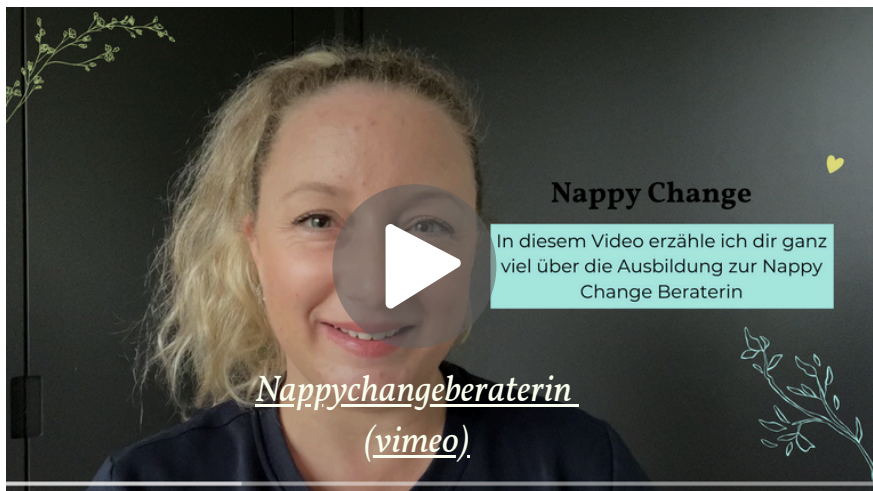 Nappy Change
In diesem Video erzähle ich dir ganz
viel über die Ausbildung zur Nappy
Change Beraterin
Nappychangeberaterin
(vimeo)